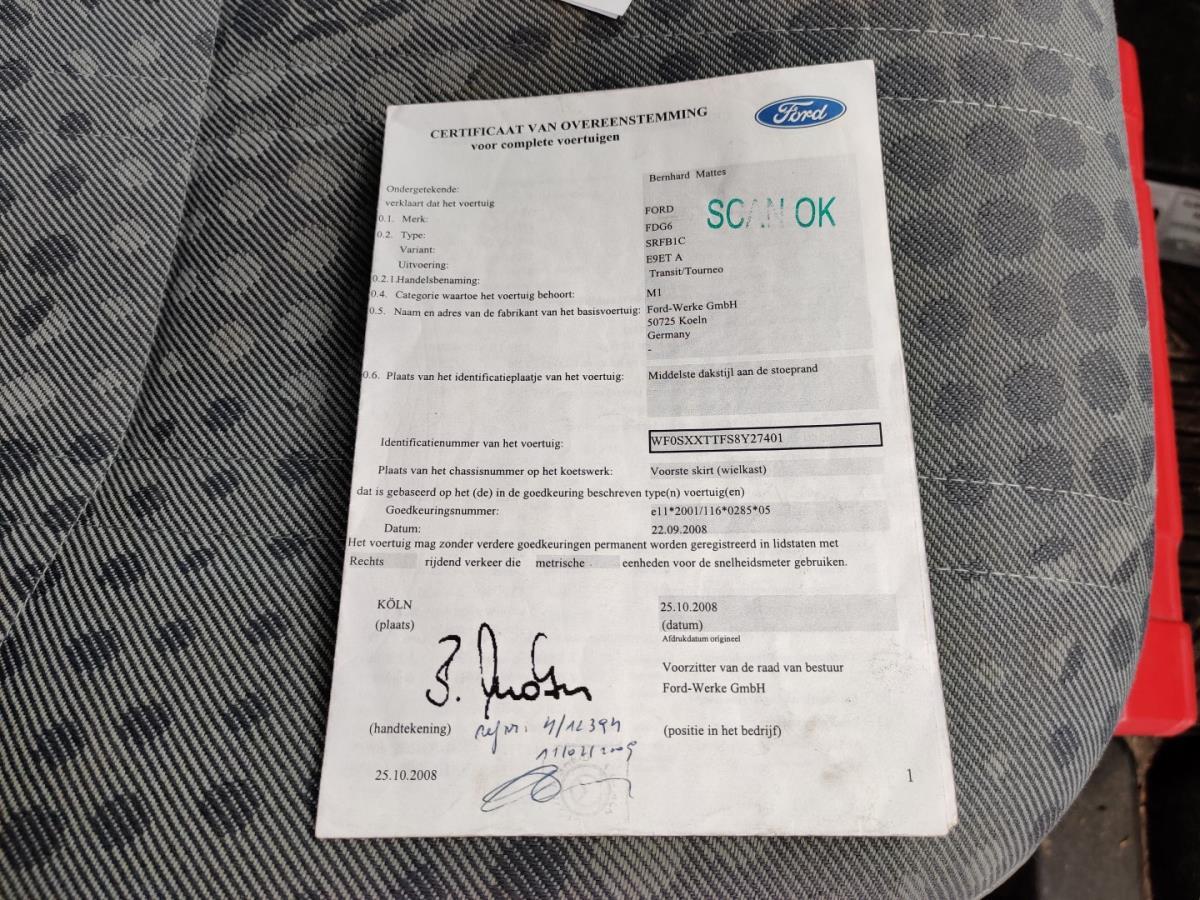 CERTIFICAAT VAN OVEREENSTEMMING
voor complete voertuigen
Ford
Ondergetekende: Bernhard Mattes
verklaart dat het voertuig
0.1. Merk: FORD
SCAN OK
0.2. Type: FDG6
Variant: SRFB1C
Uitvoering: E9ET A
0.2.1.Handelsbenaming: Transit/Tourneo
0.4. Categorie waartoe het voertuig behoort: M1
0.5. Naam en adres van de fabrikant van het basisvoertuig: Ford-Werke GmbH
50725 Koeln
Germany
-
0.6. Plaats van het identificatieplaatje van het voertuig: Middelste dakstijl aan de stoeprand
Identificatienummer van het voertuig: WF0SXXTTFS8Y27401
Plaats van het chassisnummer op het koetswerk: Voorste skirt (wielkast)
dat is gebaseerd op het (de) in de goedkeuring beschreven type(n) voertuig(en)
Goedkeuringsnummer: e11*2001/116*0285*05
Datum: 22.09.2008
Het voertuig mag zonder verdere goedkeuringen permanent worden geregistreerd in lidstaten met
Rechts rijdend verkeer die metrische eenheden voor de snelheidsmeter gebruiken.
KÖLN 25.10.2008
(plaats) (datum)
Afdrukdatum origineel
Voorzitter van de raad van bestuur
Ford-Werke GmbH
(handtekening) (positie in het bedrijf)
25.10.2008
1